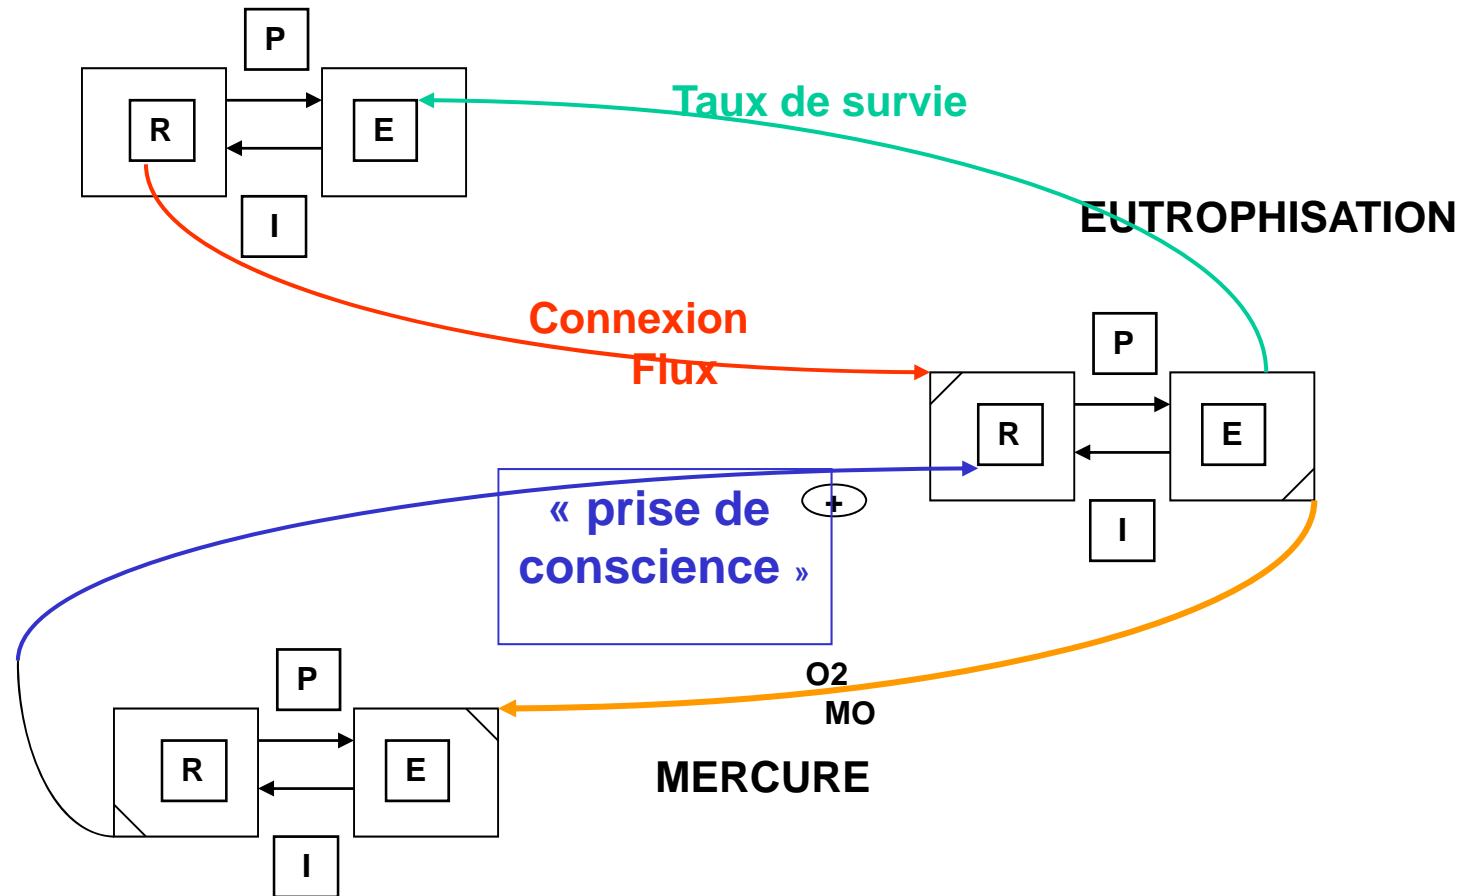 P
R
E
I
Taux de survie
EUTROPHISATION
Connexion
Flux
P
R
E
I
« prise de
conscience »
+
O2
MO
P
R
E
I
MERCURE